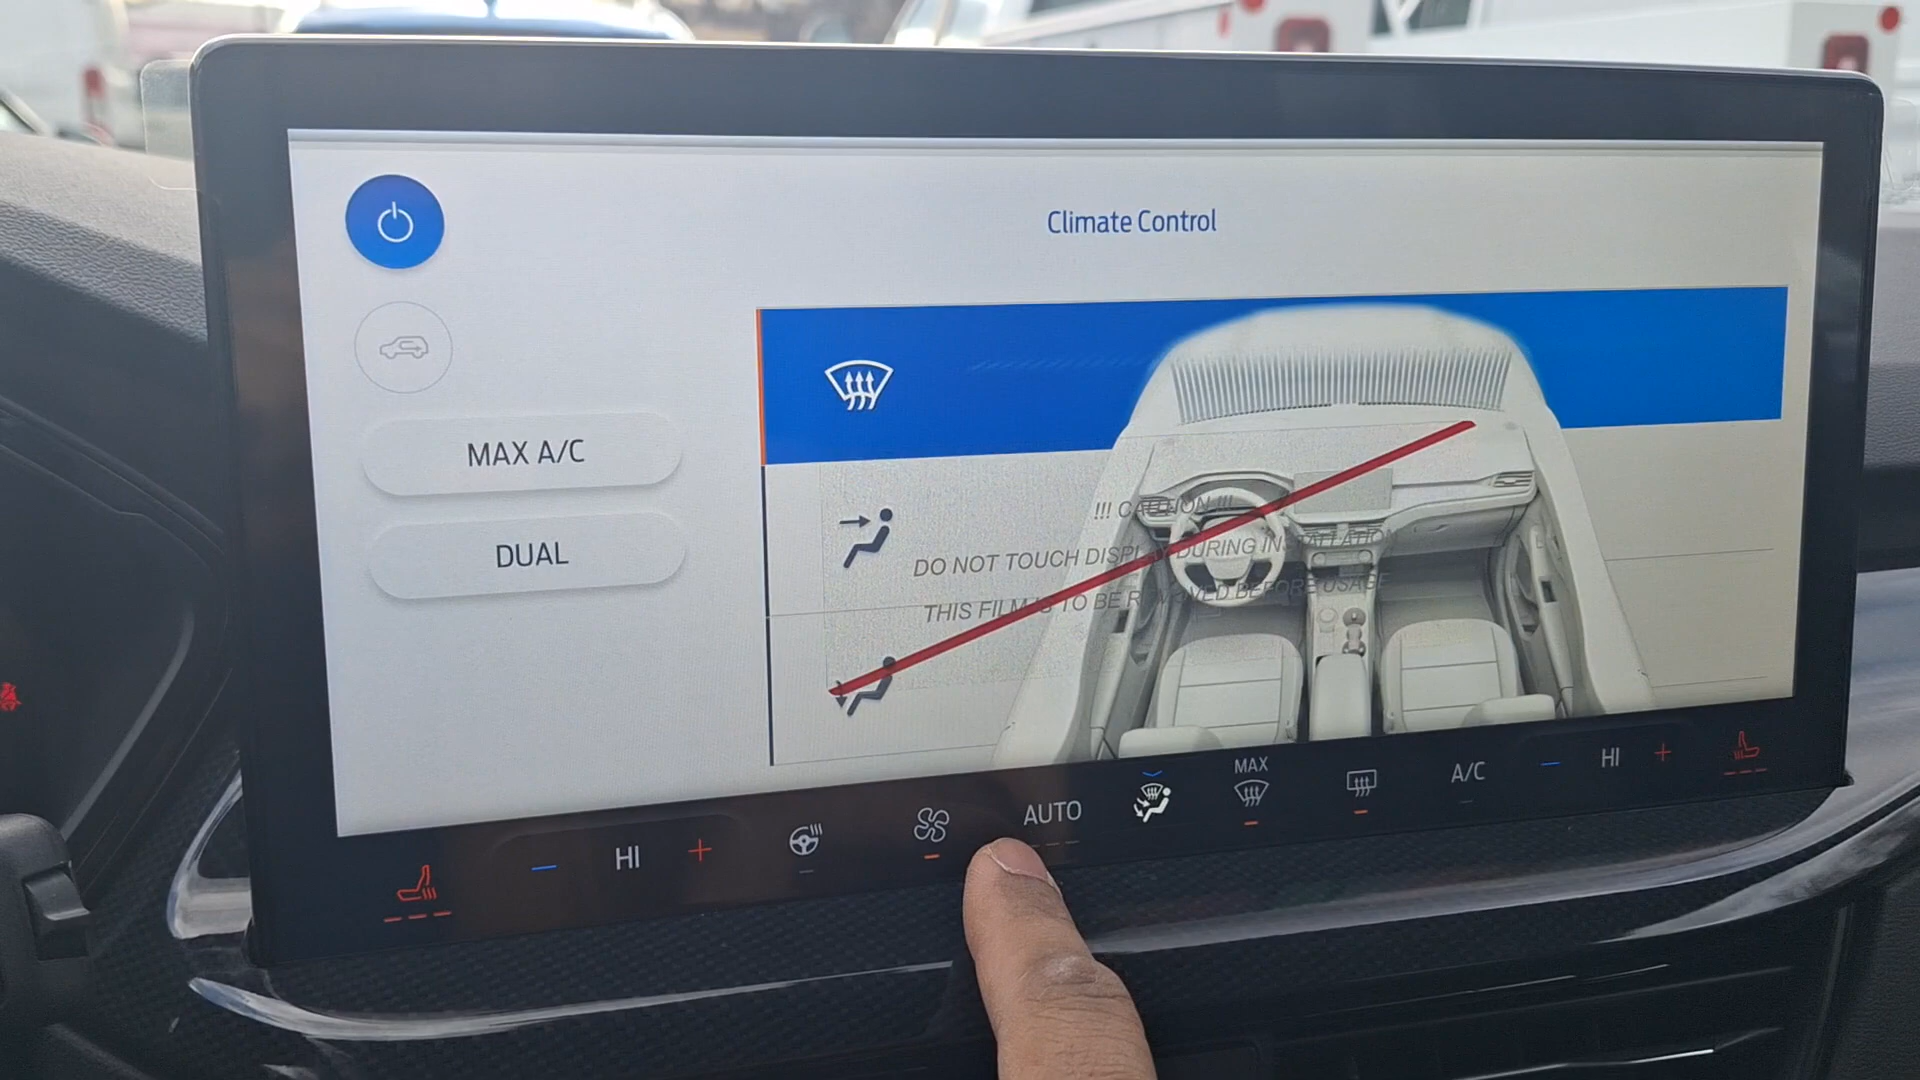 Climate Control
MAX A/C
DUAL
!!! CAUTION !!!
DO NOT TOUCH DISPLAY DURING INSTALLATION
THIS FILM IS TO BE REMOVED BEFORE USAGE
HI
AUTO
MAX
A/C
HI